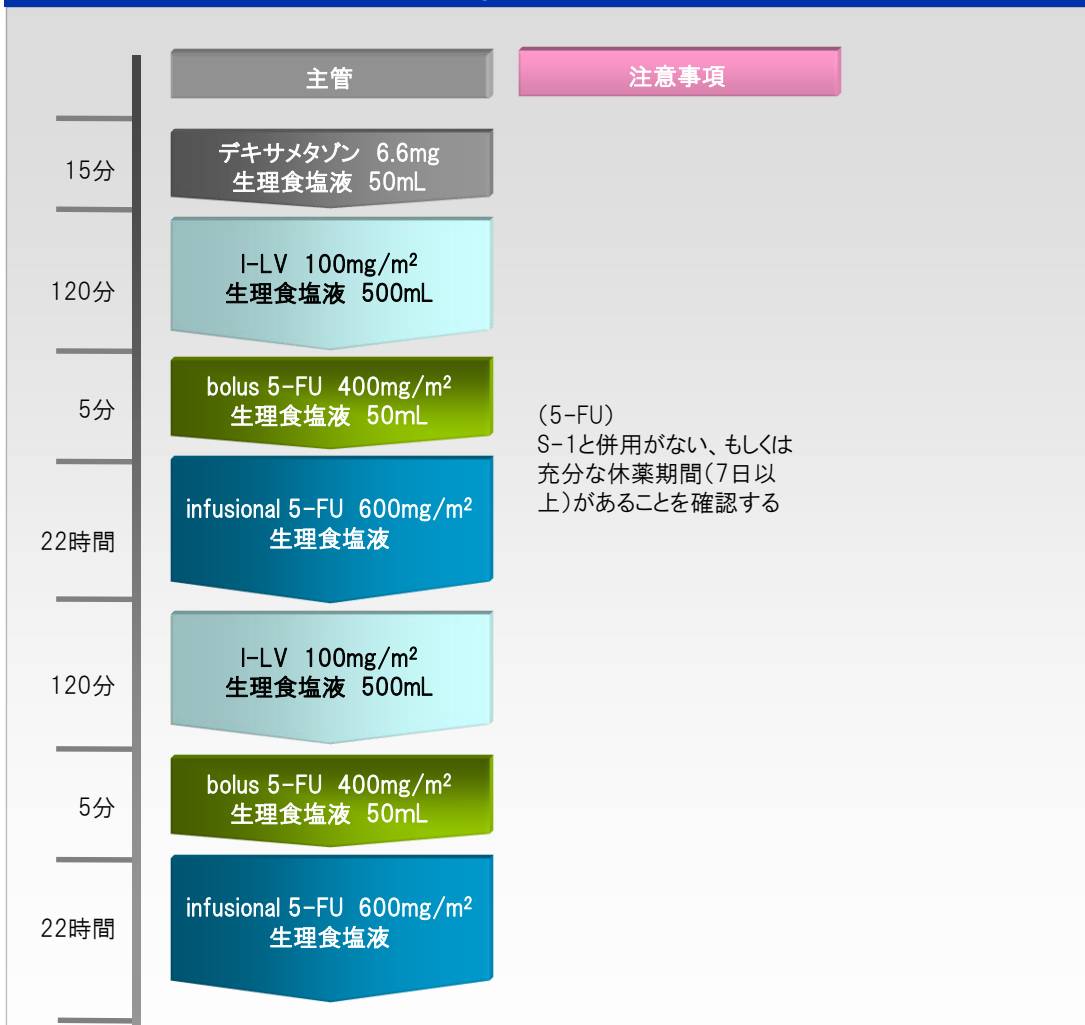 主管
注意事項
15分
デキサメタゾン 6.6mg
生理食塩液 50mL
120分
l-LV 100mg/m²
生理食塩液 500mL
5分
bolus 5-FU 400mg/m²
生理食塩液 50mL
(5-FU)
S-1と併用がない、もしくは
充分な休薬期間(7日以
上)があることを確認する
22時間
infusional 5-FU 600mg/m²
生理食塩液
120分
l-LV 100mg/m²
生理食塩液 500mL
5分
bolus 5-FU 400mg/m²
生理食塩液 50mL
22時間
infusional 5-FU 600mg/m²
生理食塩液